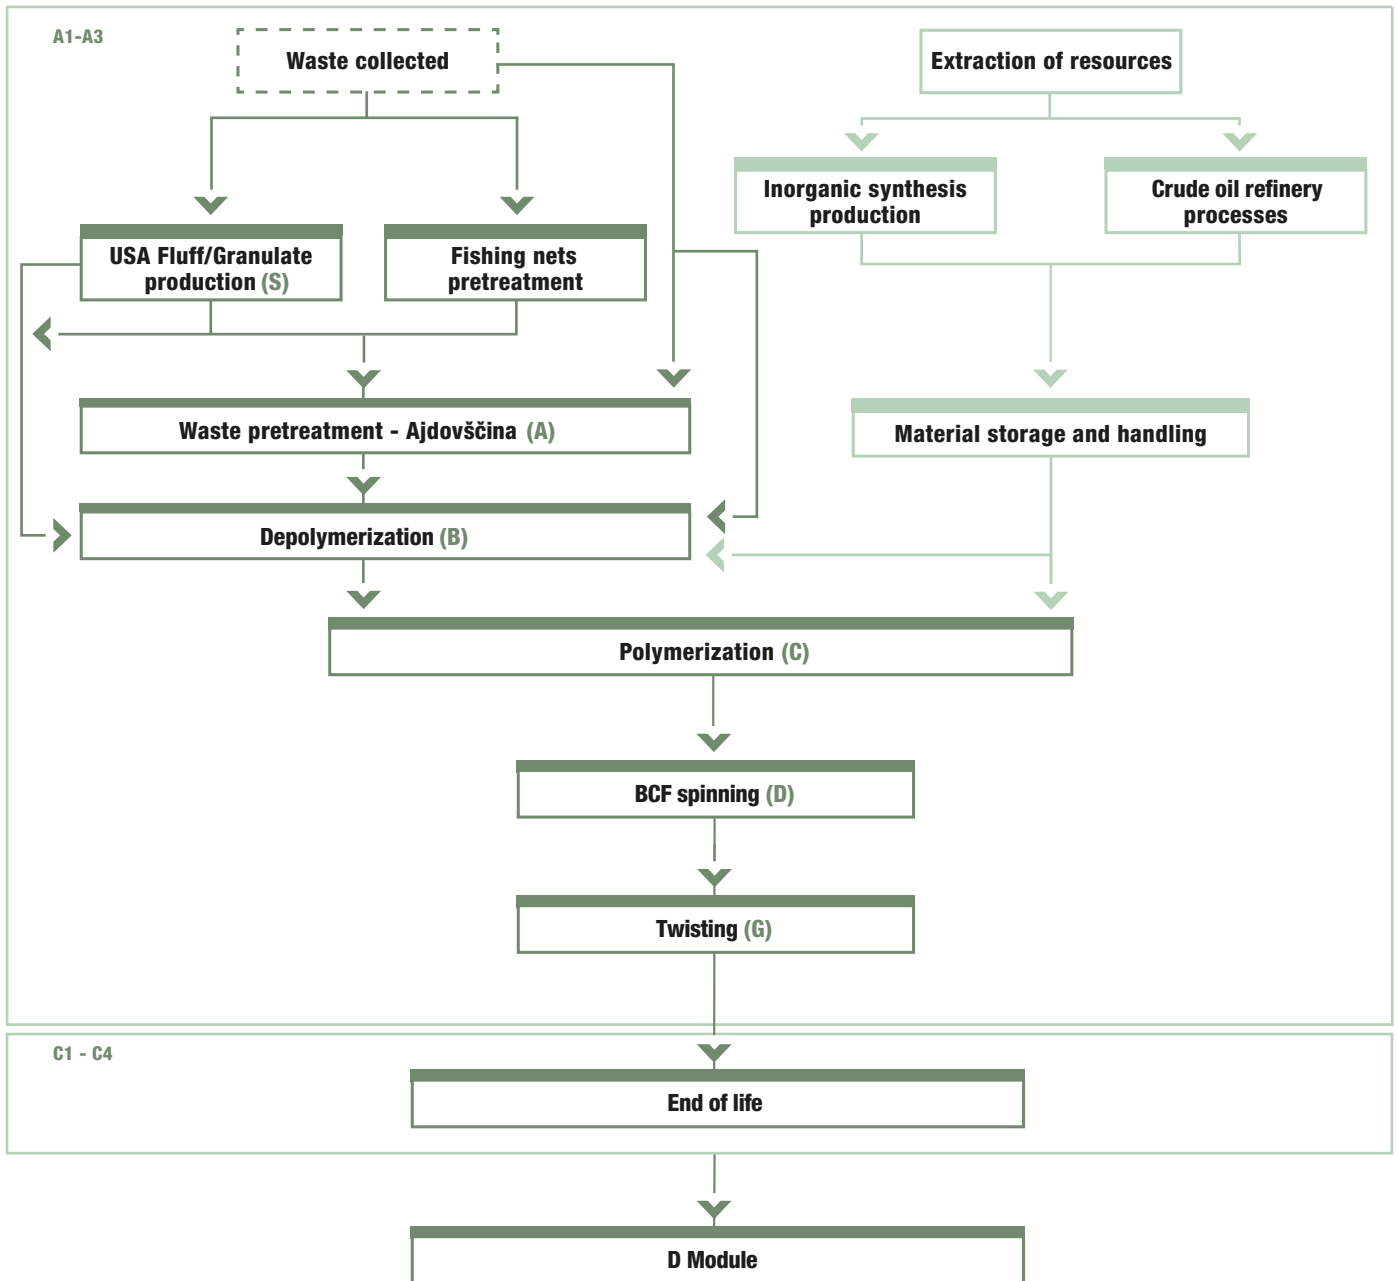 A1-A3
Waste collected
Extraction of resources
Inorganic synthesis
production
Crude oil refinery
processes
USA Fluff/Granulate
production (S)
Fishing nets
pretreatment
Waste pretreatment - Ajdovščina (A)
Material storage and handling
Depolymerization (B)
Polymerization (C)
BCF spinning (D)
Twisting (G)
C1 - C4
End of life
D Module